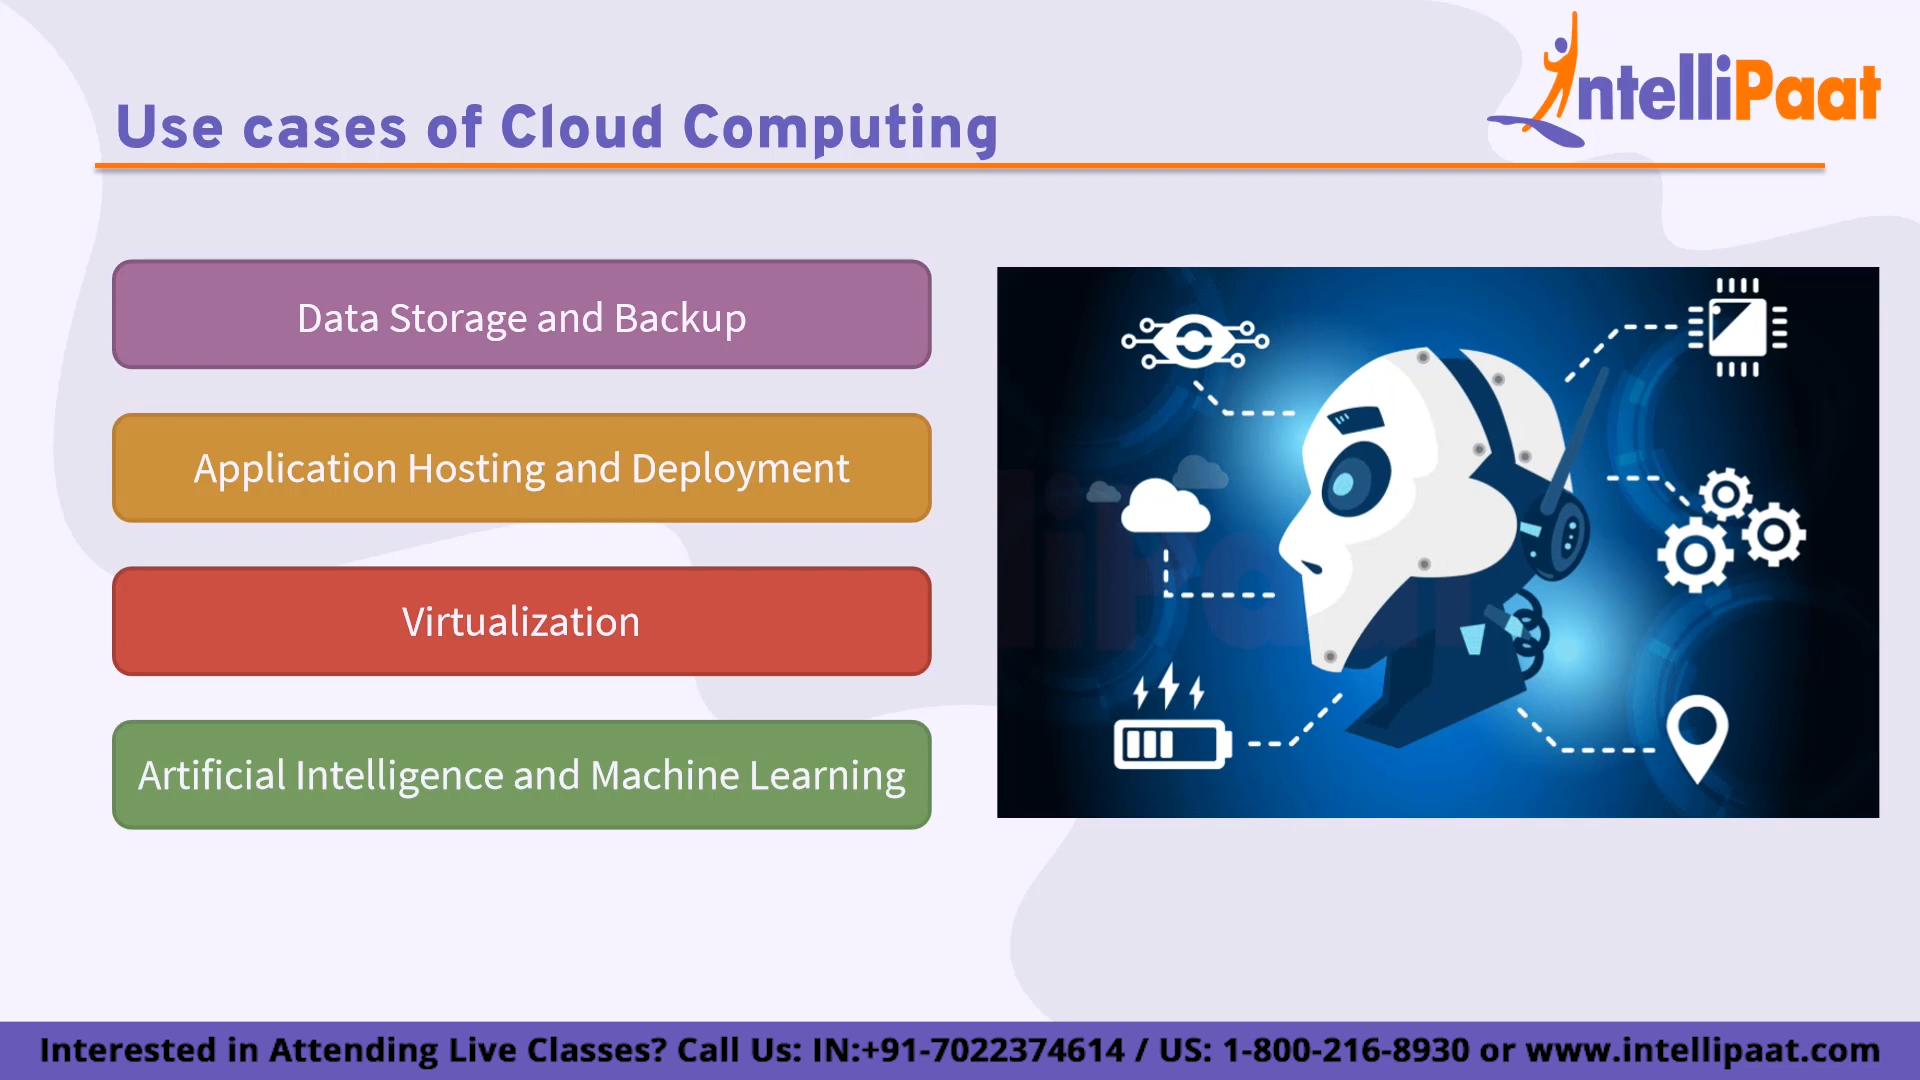 IntelliPaat
Use cases of Cloud Computing
Data Storage and Backup
Application Hosting and Deployment
Virtualization
Artificial Intelligence and Machine Learning
Interested in Attending Live Classes? Call Us: IN:+91-7022374614 / US: 1-800-216-8930 or www.intellipaat.com